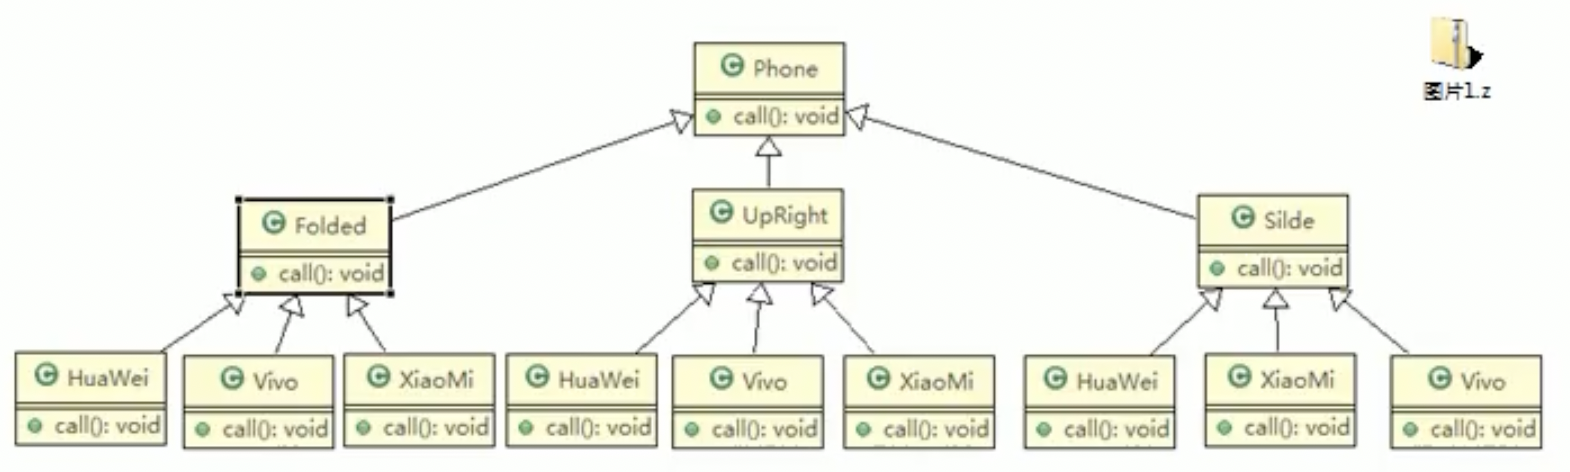 Phone
call(): void
图片1.z
Folded
call(): void
UpRight
call(): void
Silde
call(): void
HuaWei
call(): void
Vivo
call(): void
XiaoMi
call(): void
HuaWei
call(): void
Vivo
call(): void
XiaoMi
call(): void
HuaWei
call(): void
XiaoMi
call(): void
Vivo
call(): void